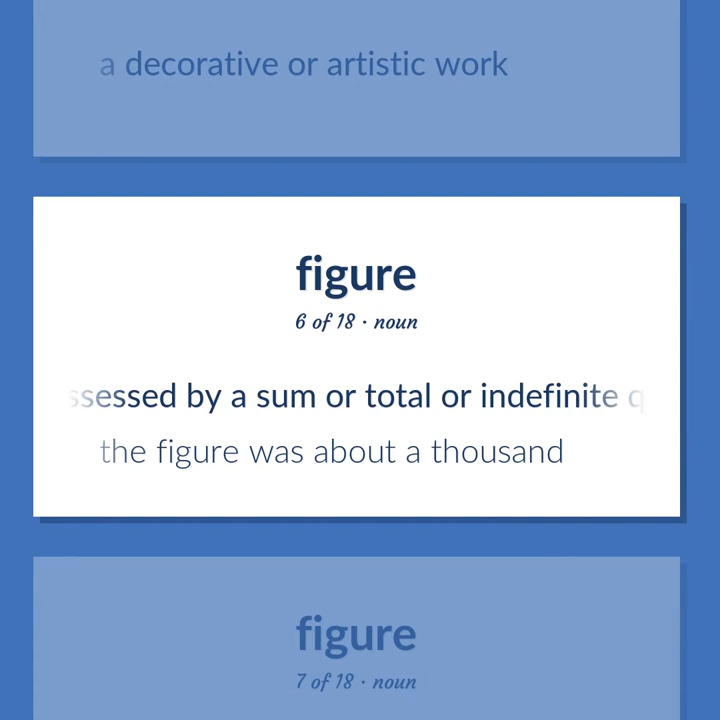 a decorative or artistic work
figure
6 of 18 · noun
ssessed by a sum or total or indefinite q
the figure was about a thousand
figure
7 of 18 · noun